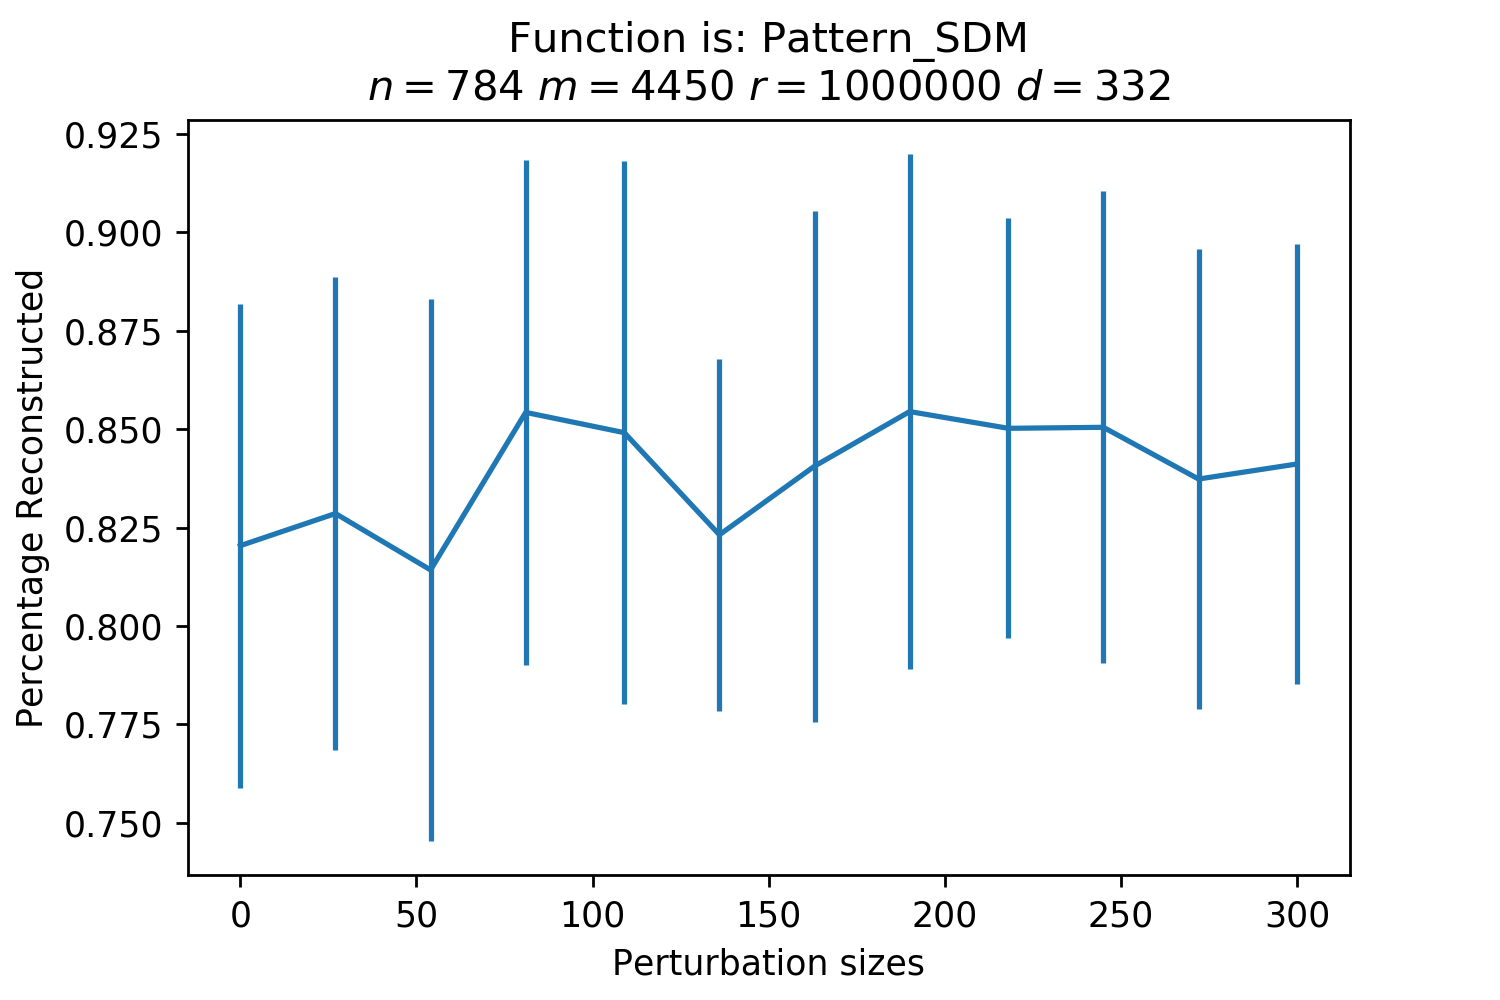 Function is: Pattern_SDM
n = 784 m = 4450 r = 1000000 d = 332
0.925
0.900
0.875
0.850
0.825
0.800
0.775
0.750
Percentage Reconstructed
0 50 100 150 200 250 300
Perturbation sizes